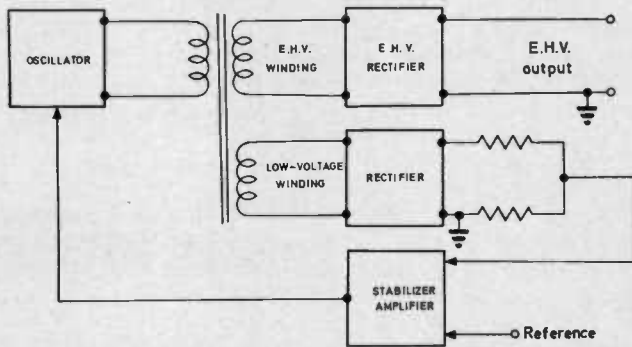 OSCILLATOR
E.H.V.
WINDING
E.H.V.
RECTIFIER
E.H.V.
output
LOW-VOLTAGE
WINDING
RECTIFIER
STABILIZER
AMPLIFIER
Reference